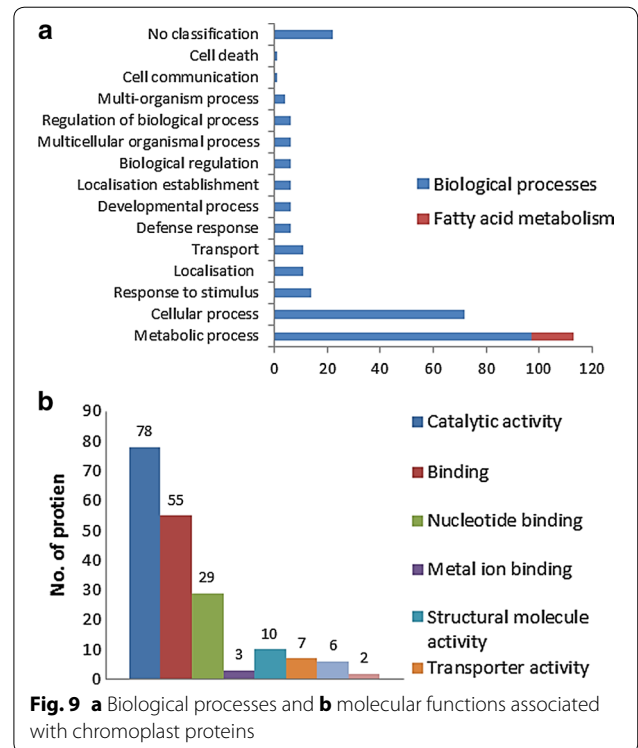 a
No classification
Cell death
Cell communication
Multi-organism process
Regulation of biological process
Multicellular organismal process
Biological regulation
Localisation establishment
Developmental process
Defense response
Transport
Localisation
Response to stimulus
Cellular process
Metabolic process
Biological processes
Fatty acid metabolism
0 20 40 60 80 100 120
b
No. of protien
90
80
70
60
50
40
30
20
10
0
78
55
29
3
10
7
6
2
Catalytic activity
Binding
Nucleotide binding
Metal ion binding
Structural molecule
activity
Transporter activity
Fig. 9 a Biological processes and b molecular functions associated
with chromoplast proteins